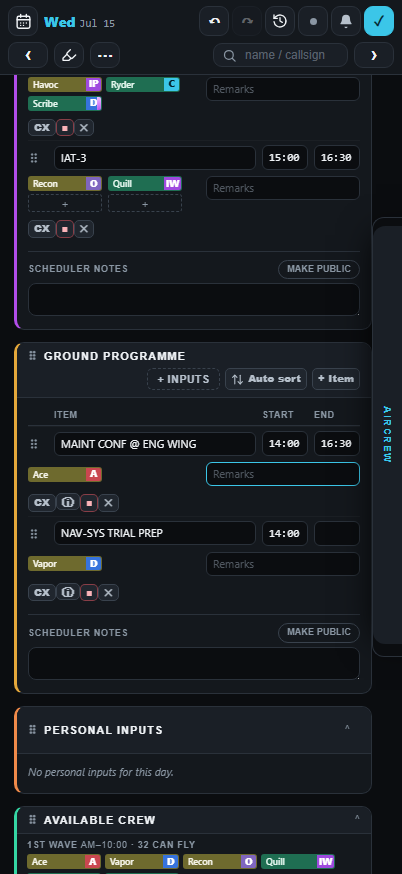 Wed Jul 15
name / callsign
Havoc IP Ryder C Remarks
Scribe D
CX
IAT-3 15:00 16:30
Recon O Quill IW Remarks
+ +
CX
SCHEDULER NOTES MAKE PUBLIC
GROUND PROGRAMME
+ INPUTS Auto sort + Item
ITEM START END
MAINT CONF @ ENG WING 14:00 16:30
Ace A Remarks
CX
NAV-SYS TRIAL PREP 14:00
Vapor D Remarks
CX
SCHEDULER NOTES MAKE PUBLIC
AIRCREW
PERSONAL INPUTS
No personal inputs for this day.
AVAILABLE CREW
1ST WAVE AM–10:00 · 32 CAN FLY
Ace A Vapor D Recon O Quill IW